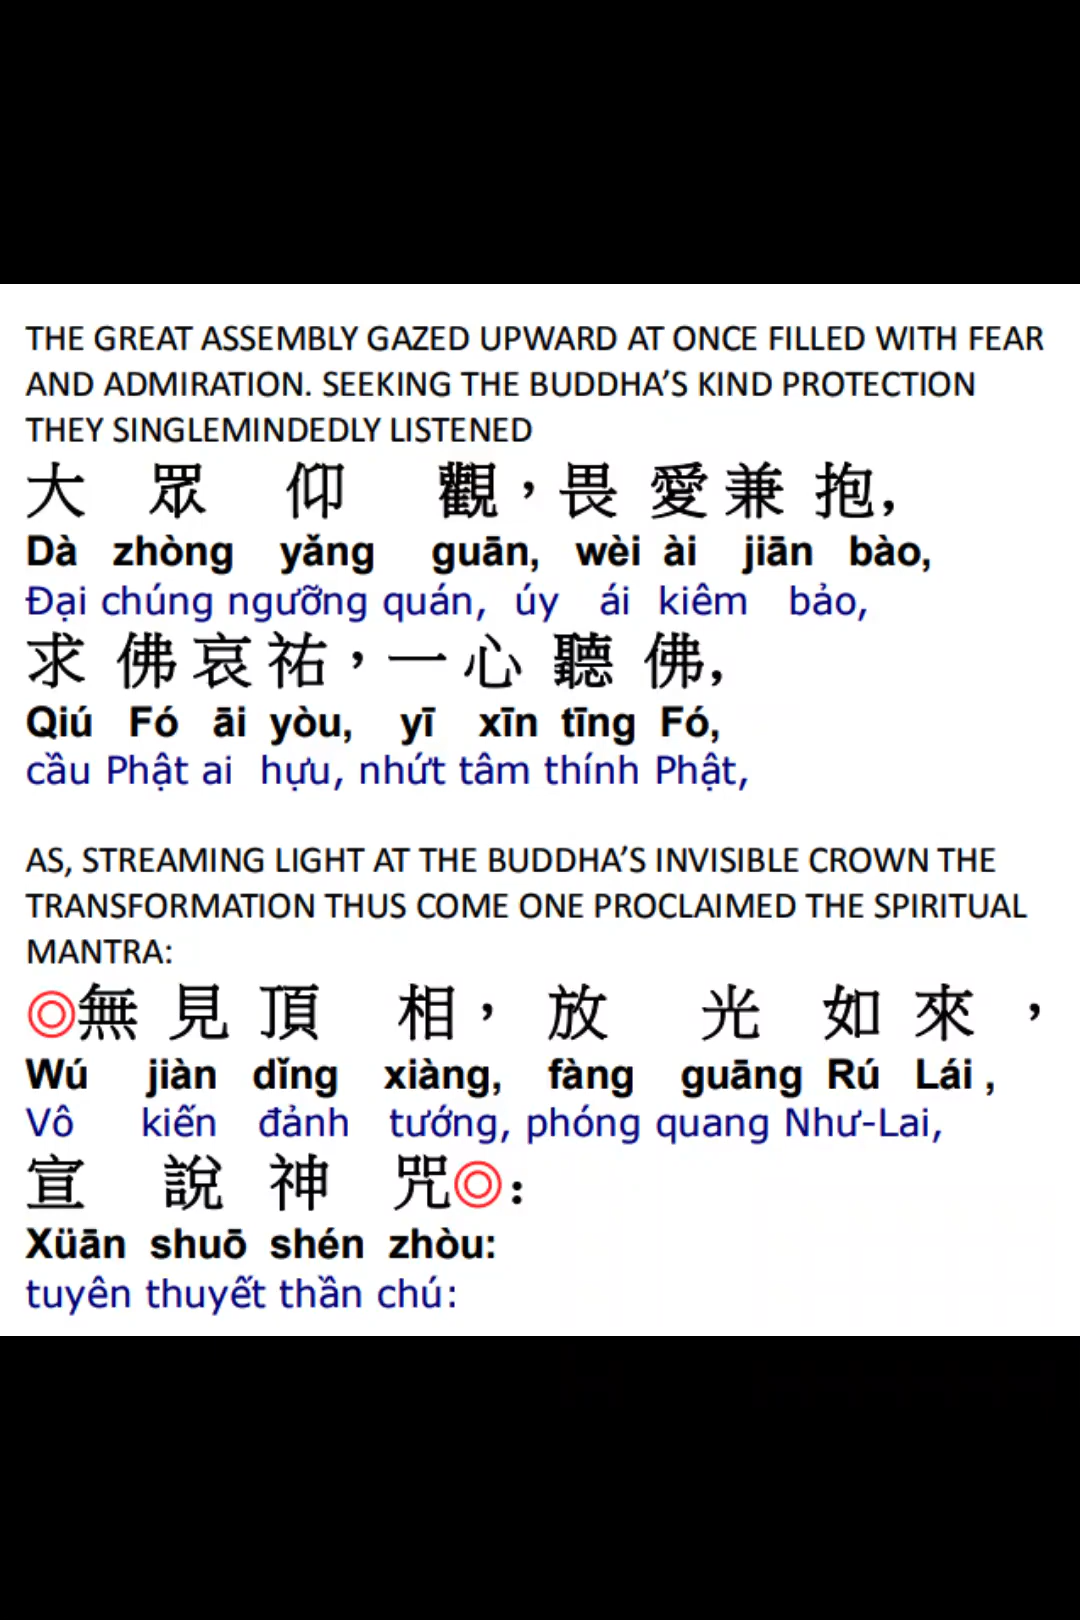 THE GREAT ASSEMBLY GAZED UPWARD AT ONCE FILLED WITH FEAR
AND ADMIRATION. SEEKING THE BUDDHA'S KIND PROTECTION
THEY SINGLEMINDEDLY LISTENED
大 眾 仰 觀，畏 愛 兼 抱,
Dà zhòng yǎng guān, wèi ài jiān bào,
Đại chúng ngưỡng quán, úy ái kiêm bảo,
求 佛 哀 祐，一 心 聽 佛,
Qiú Fó āi yòu, yī xīn tīng Fó,
cầu Phật ai hựu, nhứt tâm thính Phật,
AS, STREAMING LIGHT AT THE BUDDHA'S INVISIBLE CROWN THE
TRANSFORMATION THUS COME ONE PROCLAIMED THE SPIRITUAL
MANTRA:
◎無 見 頂 相，放 光 如 來 ，
Wú jiàn dǐng xiàng, fàng guāng Rú Lái ,
Vô kiến đảnh tướng, phóng quang Như-Lai,
宣 說 神 咒◎:
Xüān shuō shén zhòu:
tuyên thuyết thần chú: